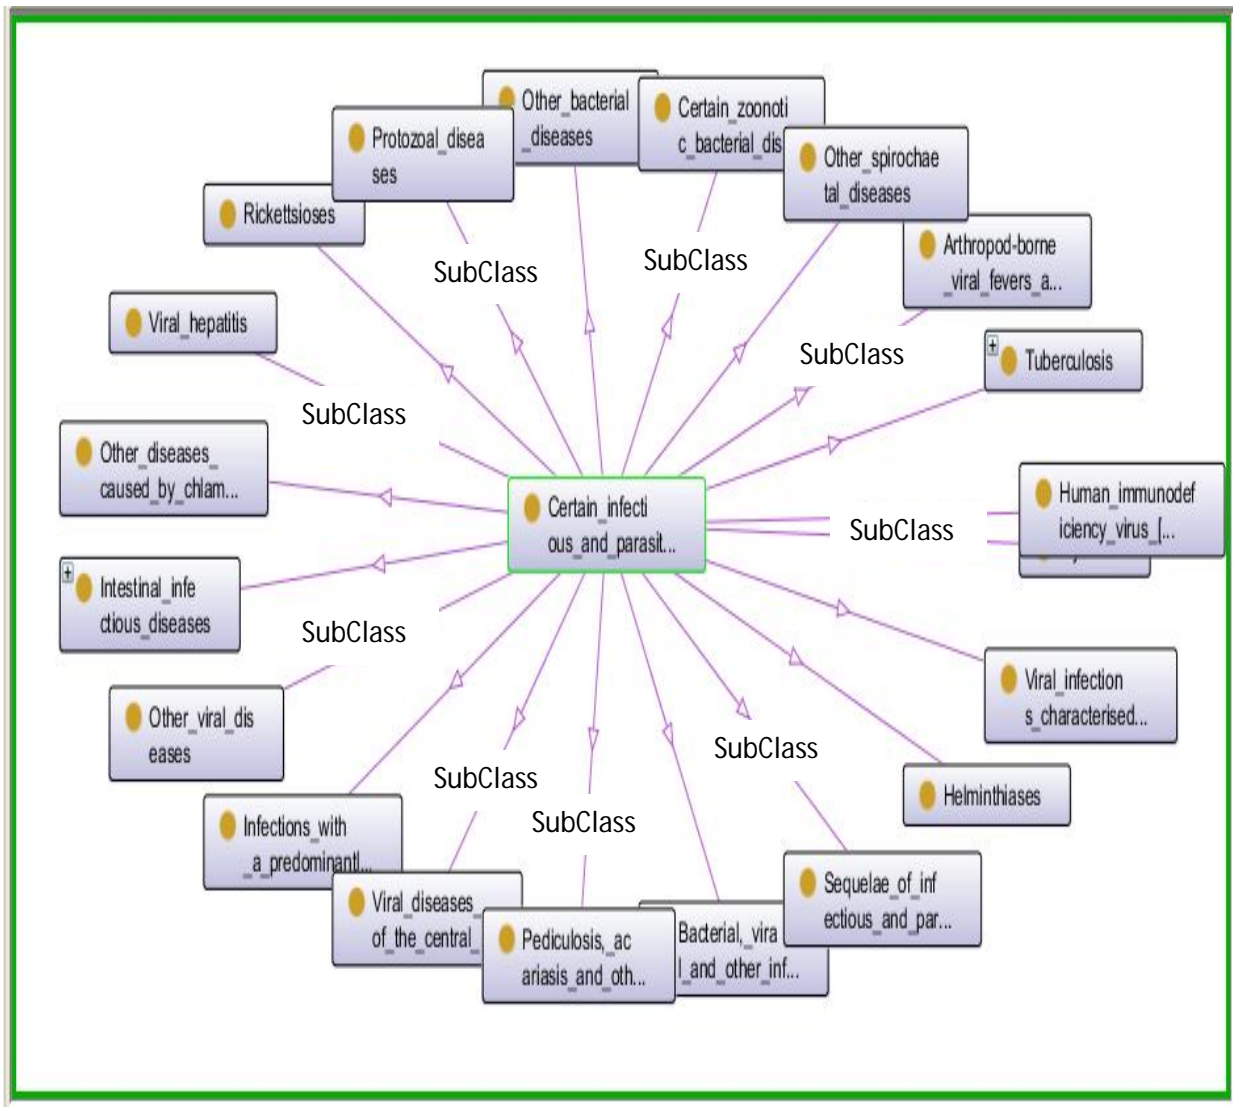 Other_bacterial
_diseases
Certain_zoonoti
c_bacterial_dis
Protozoal_disea
ses
Other_spirochae
tal_diseases
Rickettsioses
Arthropod-borne
_viral_fevers_a...
SubClass
SubClass
Viral_hepatitis
SubClass
Tuberculosis
SubClass
Other_diseases_
caused_by_chlam...
Human_immunodef
iciency_virus_[...
Certain_infecti
ous_and_parasit...
SubClass
Intestinal_infe
ctious_diseases
SubClass
Viral_infection
s_characterised...
Other_viral_dis
eases
SubClass
SubClass
Helminthiases
SubClass
Infections_with
_a_predominantl...
Sequelae_of_inf
ectious_and_par...
Viral_diseases_
of_the_central_
Pediculosis,_ac
ariasis_and_oth...
Bacterial,_vira
l_and_other_inf...